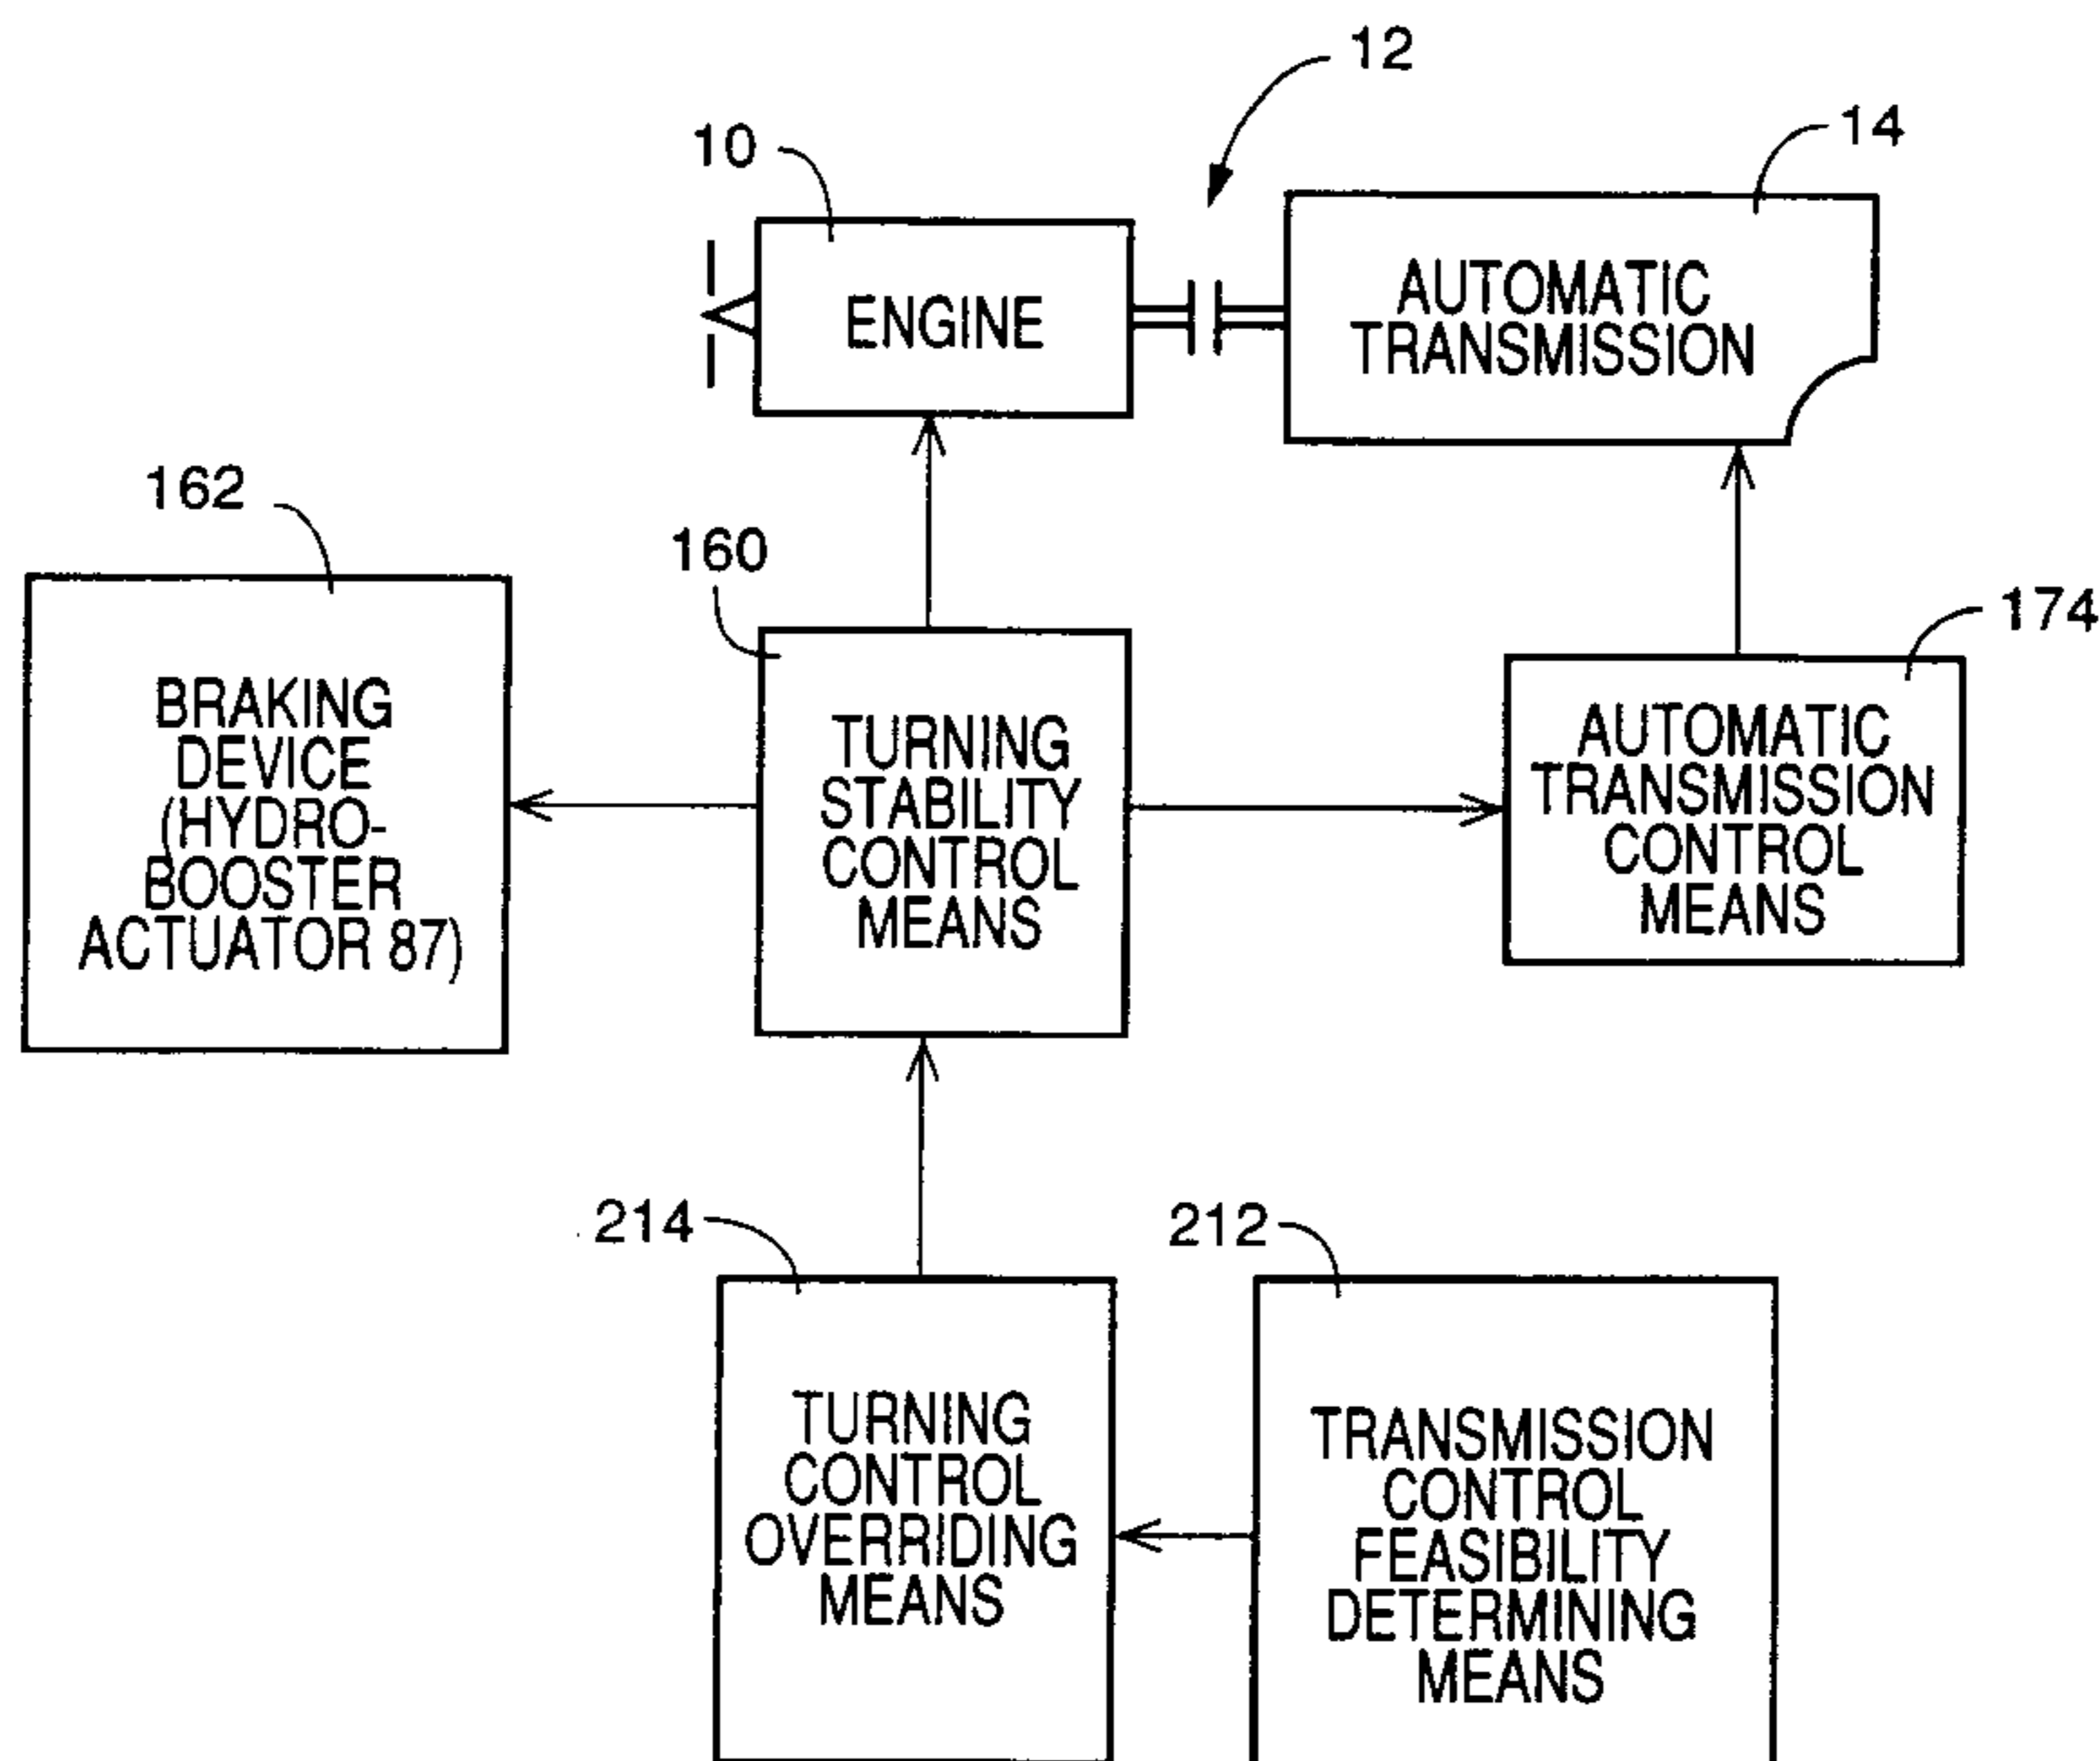 12
14
10
ENGINE
AUTOMATIC
TRANSMISSION
162
160
174
BRAKING
DEVICE
(HYDRO-
BOOSTER
ACTUATOR 87)
TURNING
STABILITY
CONTROL
MEANS
AUTOMATIC
TRANSMISSION
CONTROL
MEANS
214
212
TURNING
CONTROL
OVERRIDING
MEANS
TRANSMISSION
CONTROL
FEASIBILITY
DETERMINING
MEANS